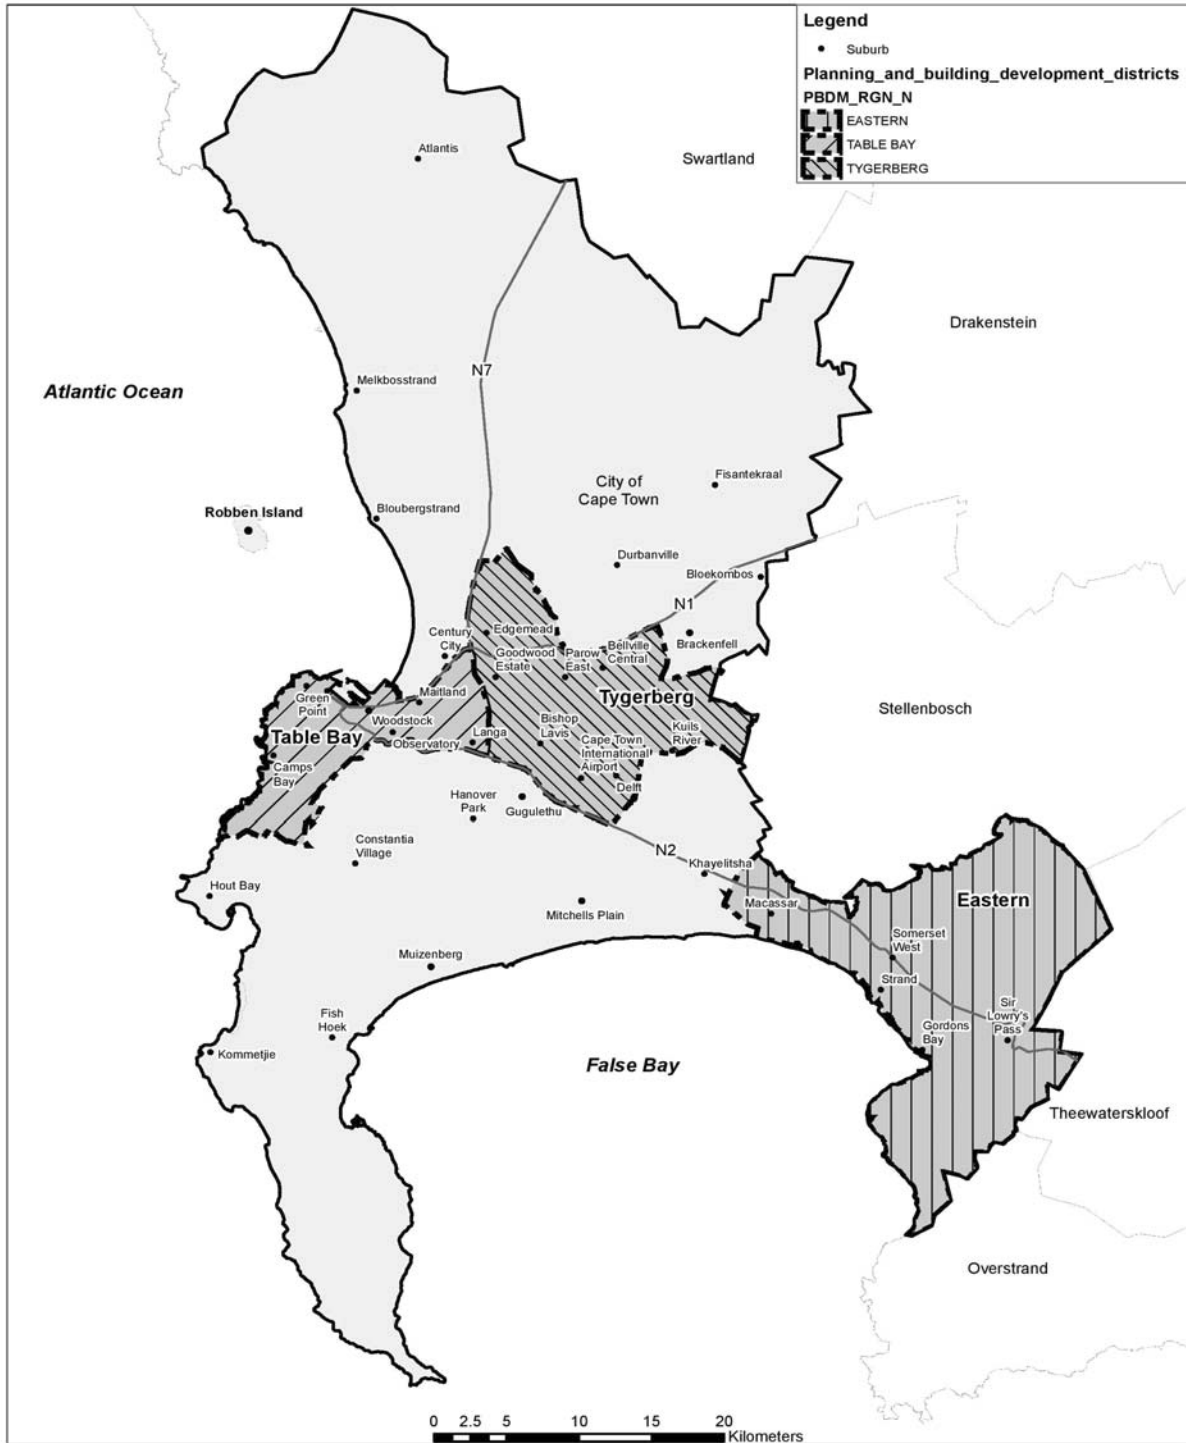 Legend
Suburb
Planning_and_building_development_districts
PBDM_RGN_N
EASTERN
TABLE BAY
TYGERBERG
Atlantis
Swartland
Drakenstein
N7
Melkbosstrand
Atlantic Ocean
Fisantekraal
City of
Cape Town
Robben Island
Bloubergstrand
Durbanville
Bloekombos
N1
Century
City
Edgemead
Goodwood
Estate
Parow
East
Bellville
Central
Brackenfell
Green
Point
Maitland
Tygerberg
Stellenbosch
Woodstock
Table Bay
Observatory
Langa
Bishop
Lavis
Cape Town
International
Airport
Kuils
River
Camps
Bay
Delft
Hanover
Park
Gugulethu
Constantia
Village
N2
Khayelitsha
Hout Bay
Mitchells Plain
Macassar
Eastern
Somerset
West
Muizenberg
Strand
Sir
Lowry's
Pass
Fish
Hoek
Gordons
Bay
Kommetjie
False Bay
Theewaterskloof
Overstrand
0 2.5 5 10 15 20
Kilometers